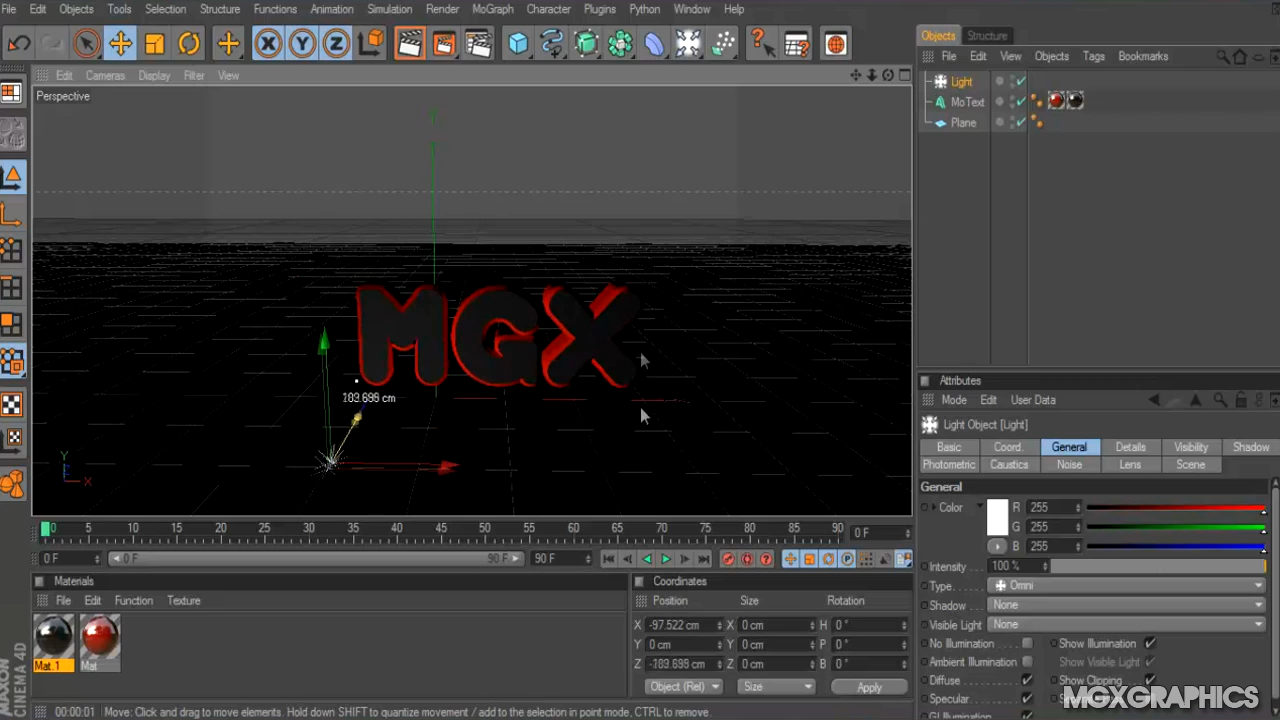 File Edit Objects Tools Selection Structure Functions Animation Simulation Render MoGraph Character Plugins Python Window Help
X Y Z
Objects Structure
File Edit View Objects Tags Bookmarks
Light
MoText
Plane
Edit Cameras Display Filter View
Perspective
MGX
Y
X
Attributes
Mode Edit User Data
Light Object [Light]
Basic Coord. General Details Visibility Shadow
Photometric Caustics Noise Lens Scene
General
Color R 255
G 255
B 255
Intensity 100 %
Type Omni
Shadow None
Visible Light None
No Illumination Show Illumination
Ambient Illumination Show Visible Light
Diffuse Show Clipping
Specular
GI Illumination
0 5 10 15 20 25 30 35 40 45 50 55 60 65 70 75 80 85 90 0 F
0 F 0 F 90 F 90 F
Materials
File Edit Function Texture
Mat.1 Mat
Coordinates
Position Size Rotation
X -97.522 cm X 0 cm H 0 °
Y 0 cm Y 0 cm P 0 °
Z 0 cm B 0 °
Object (Rel) Size Apply
MAXON
CINEMA 4D
00:00:01 Move: Click and drag to move elements. Hold down SHIFT to quantize movement / add to the selection in point mode, CTRL to remove.
MGXGRAPHICS